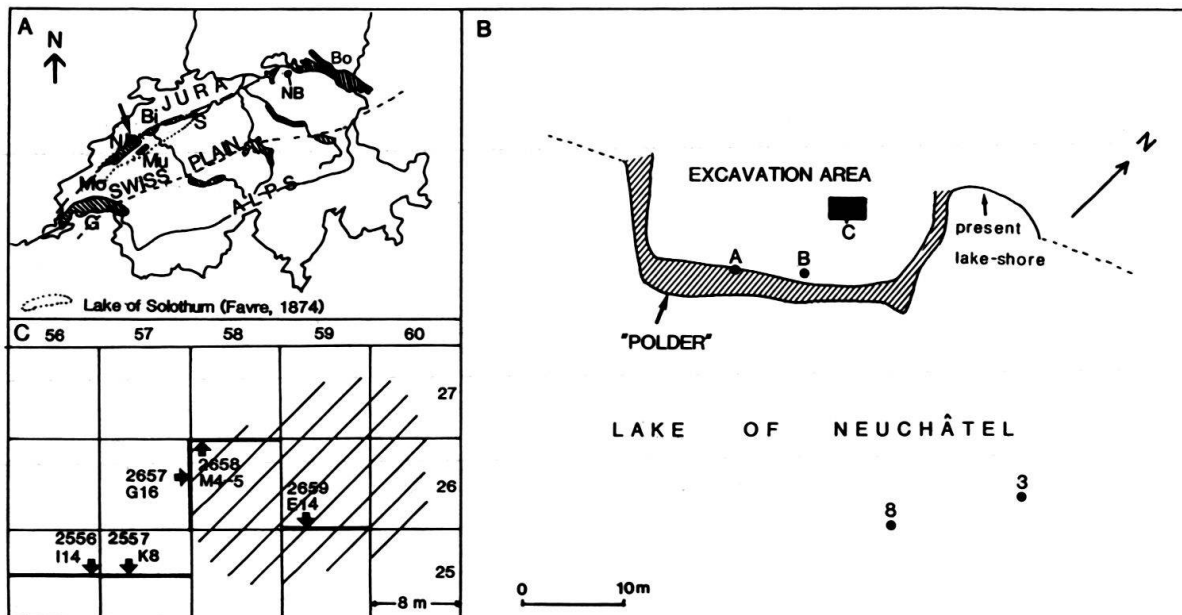 A
N
JURA
Bo
NB
Bi
S
N
Mu
Mo
SWISS PLAIN
ALPS
G
Lake of Solothurn (Favre, 1874)
B
N
EXCAVATION AREA
C
A
B
present
lake-shore
"POLDER"
LAKE OF NEUCHÂTEL
3
8
0 10m
C
56 57 58 59 60
27
26
25
2657
G16
2658
M4-5
2659
E14
2556
I14
2557
K8
8 m